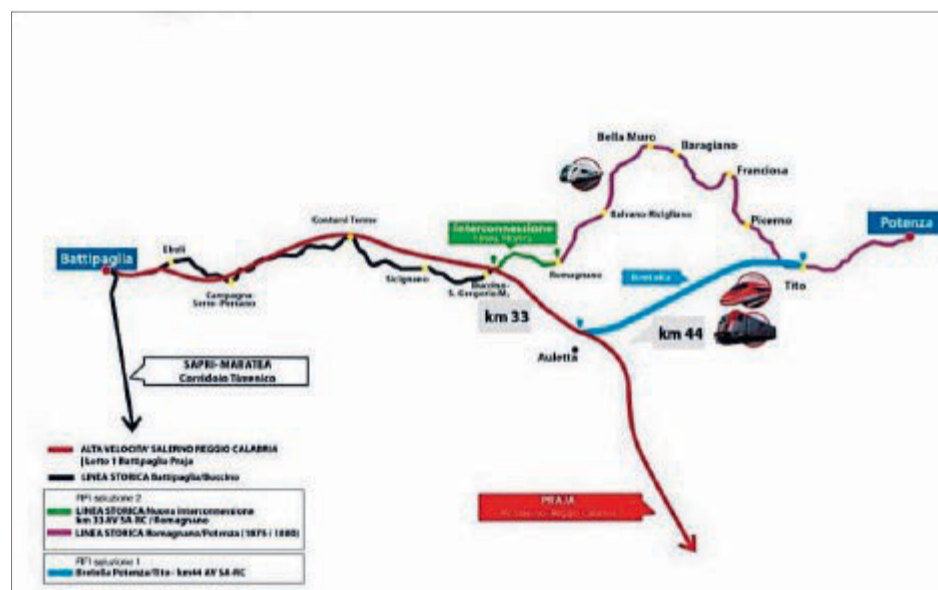 Bella Muro
Baragiano
Franciosa
Balvano-Ricigliano
Picerno
Potenza
Contursi Terme
Interconnessione
Eboli
Battipaglia
Romagnano
Tito
Sicignano
Buccino-
S. Gregorio M.
Campagna-
Serre-Persano
km 33
km 44
Auletta
SAPRI-MARATEA
Corridoio Tirrenico
ALTA VELOCITA' SALERNO REGGIO CALABRIA
Lotto 1 Battipaglia Praja
LINEA STORICA Battipaglia/Buccino
PRAJA
RFI soluzione 2
LINEA STORICA/Nuova interconnessione
km 33 AV SA-RC / Romagnano
LINEA STORICA Romagnano/Potenza (1875 / 1880)
RFI soluzione 1
Bretella Potenza/Tito - km44 AV SA-RC